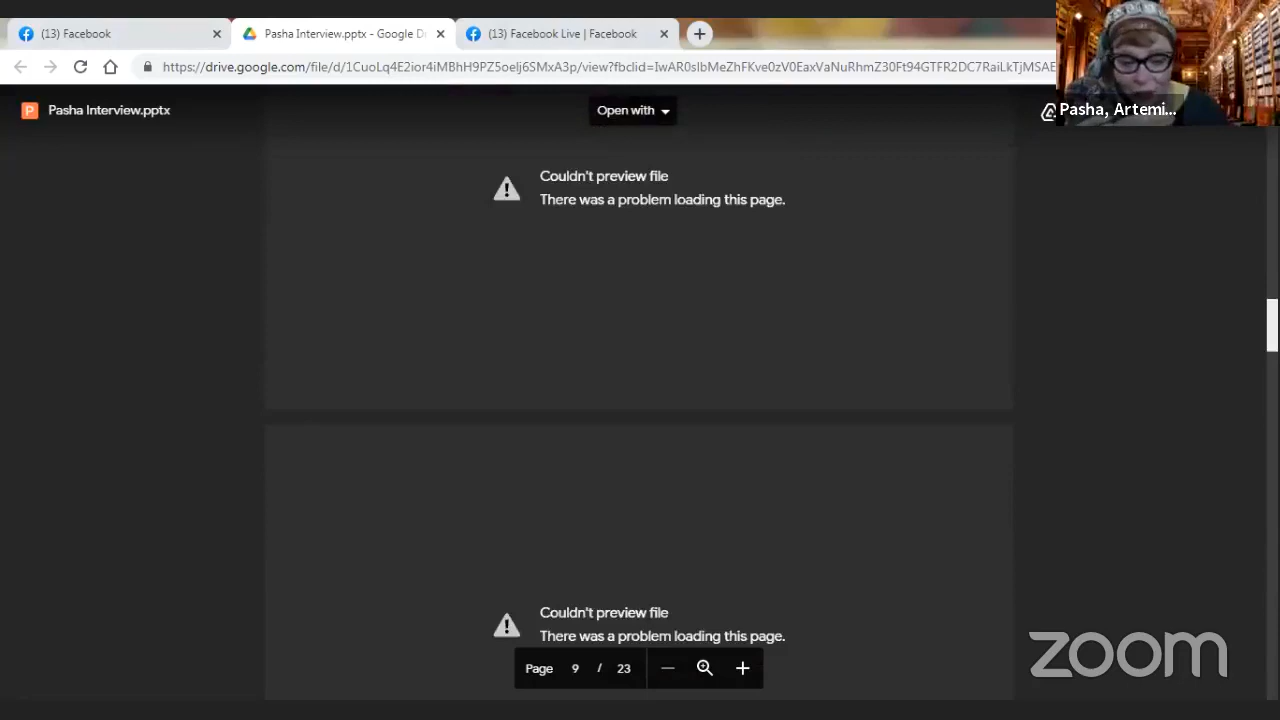 (13) Facebook
Pasha Interview.pptx - Google D
(13) Facebook Live | Facebook
https://drive.google.com/file/d/1CuoLq4E2ior4iMBhH9PZ5oelj6SMxA3p/view?fbclid=IwAR0slbMeZhFKve0zV0EaxVaNuRhmZ30Ft94GTFR2DC7RaiLkTjMSAE
Pasha Interview.pptx
Open with
Pasha, Artemi...
Couldn't preview file
There was a problem loading this page.
Couldn't preview file
There was a problem loading this page.
Page 9 / 23
zoom